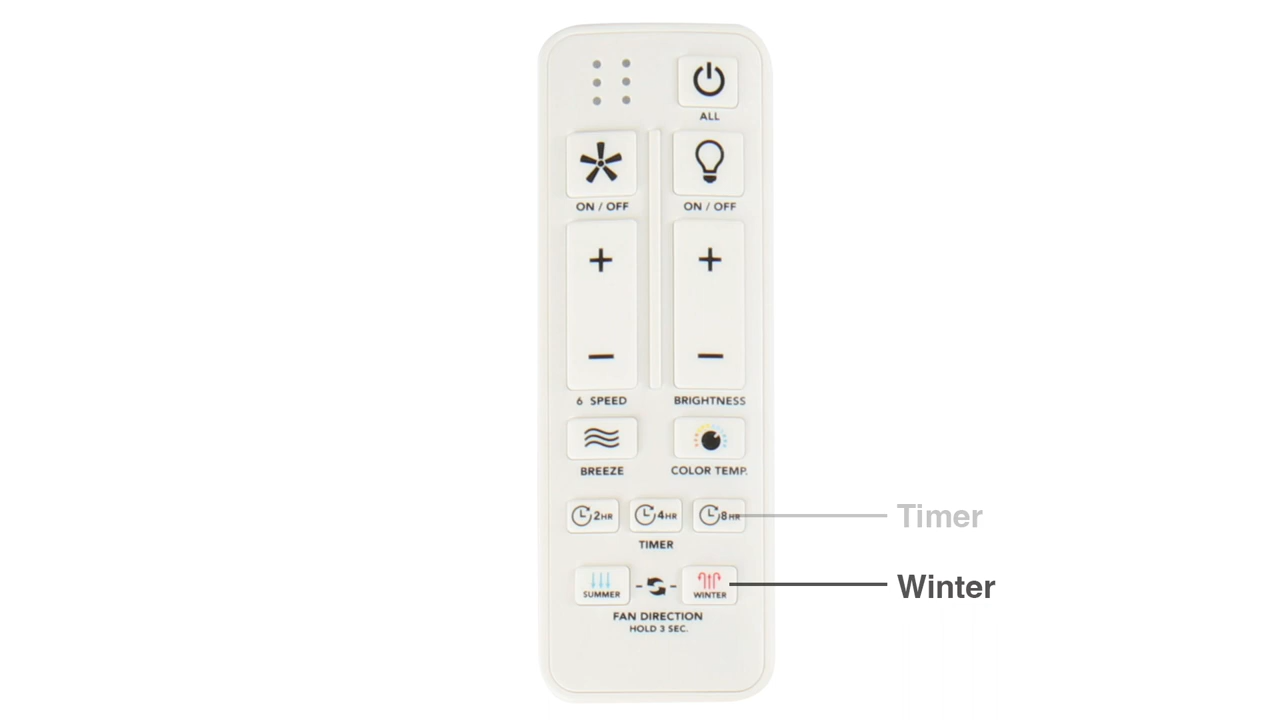 ALL
ON / OFF ON / OFF
+ +
− −
6 SPEED BRIGHTNESS
BREEZE COLOR TEMP.
2HR 4HR 8HR Timer
TIMER
SUMMER WINTER Winter
FAN DIRECTION
HOLD 3 SEC.